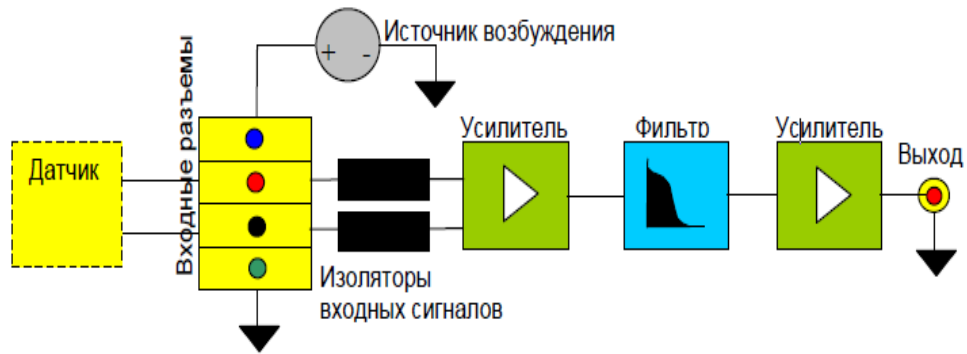 Источник возбуждения
+ -
Входные разъемы
Датчик
Усилитель
Фильтр
Усилитель
Выход
Изоляторы
входных сигналов